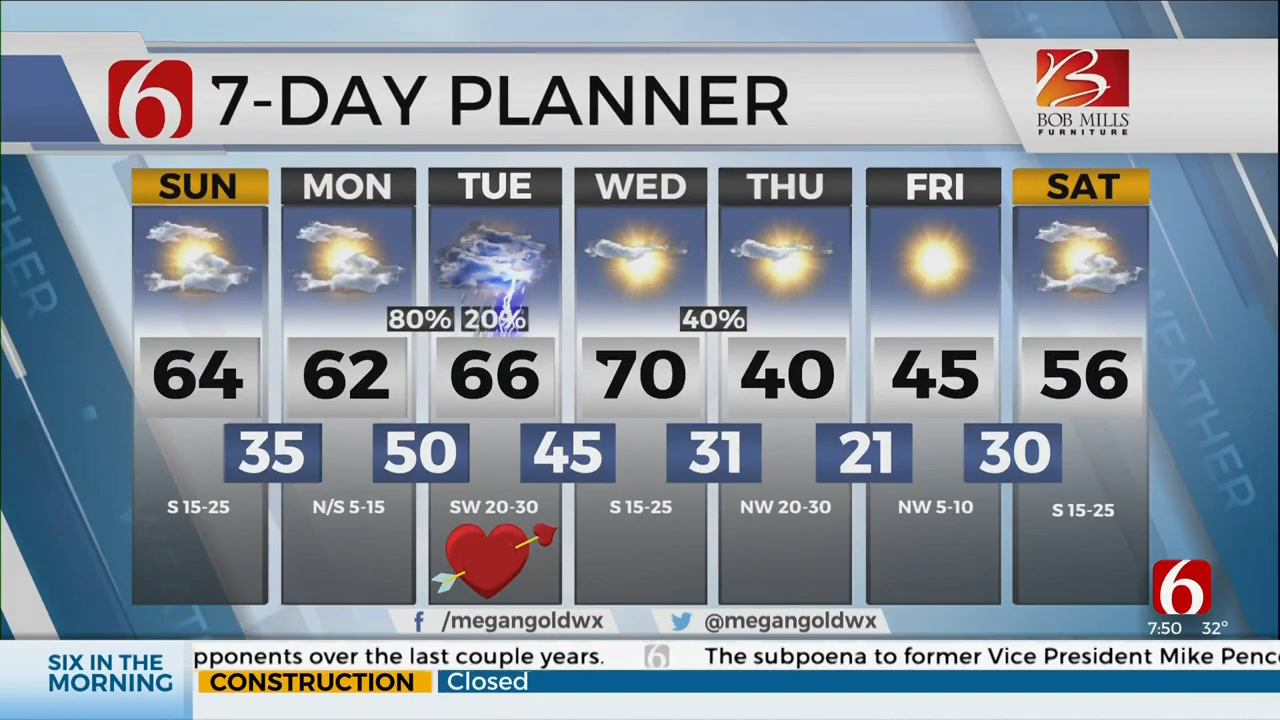 6 7-DAY PLANNER
B
BOB MILLS
FURNITURE
SUN MON TUE WED THU FRI SAT
80% 20% 40%
64 62 66 70 40 45 56
35 50 45 31 21 30
S 15-25 N/S 5-15 SW 20-30 S 15-25 NW 20-30 NW 5-10 S 15-25
f /megangoldwx @megangoldwx
6
7:50 32°
SIX IN THE
MORNING
pponents over the last couple years. 6 The subpoena to former Vice President Mike Penc
CONSTRUCTION Closed